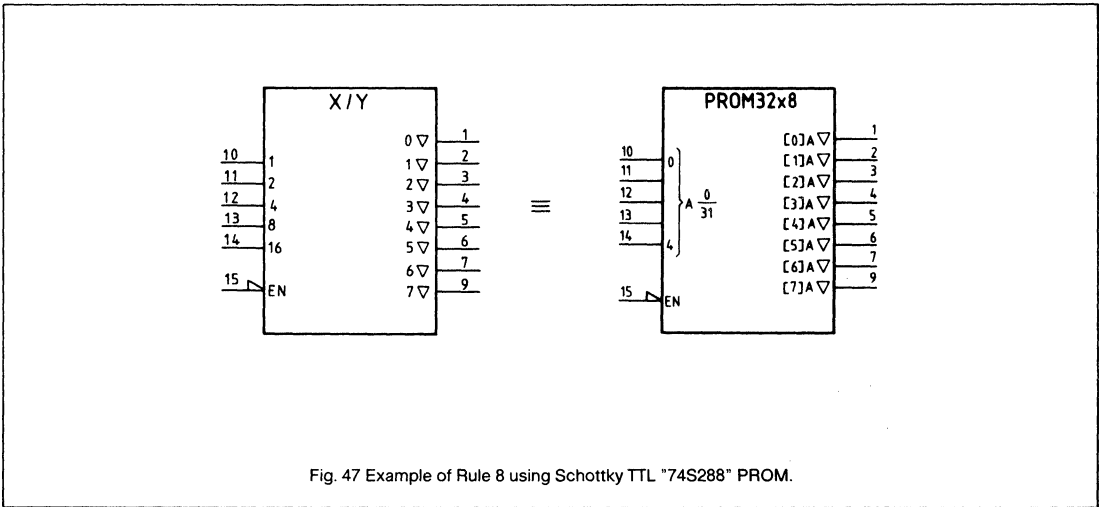 X/Y
0 ▽ 1
10 1
1 ▽ 2
11 2
2 ▽ 3
12 4
3 ▽ 4
13 8
4 ▽ 5
14 16
5 ▽ 6
6 ▽ 7
15 EN
7 ▽ 9
≡
PROM32x8
[0]A ▽ 1
10 0
[1]A ▽ 2
11
[2]A ▽ 3
12 A 0/31
[3]A ▽ 4
13
[4]A ▽ 5
14 4
[5]A ▽ 6
[6]A ▽ 7
[7]A ▽ 9
15 EN
Fig. 47 Example of Rule 8 using Schottky TTL "74S288" PROM.